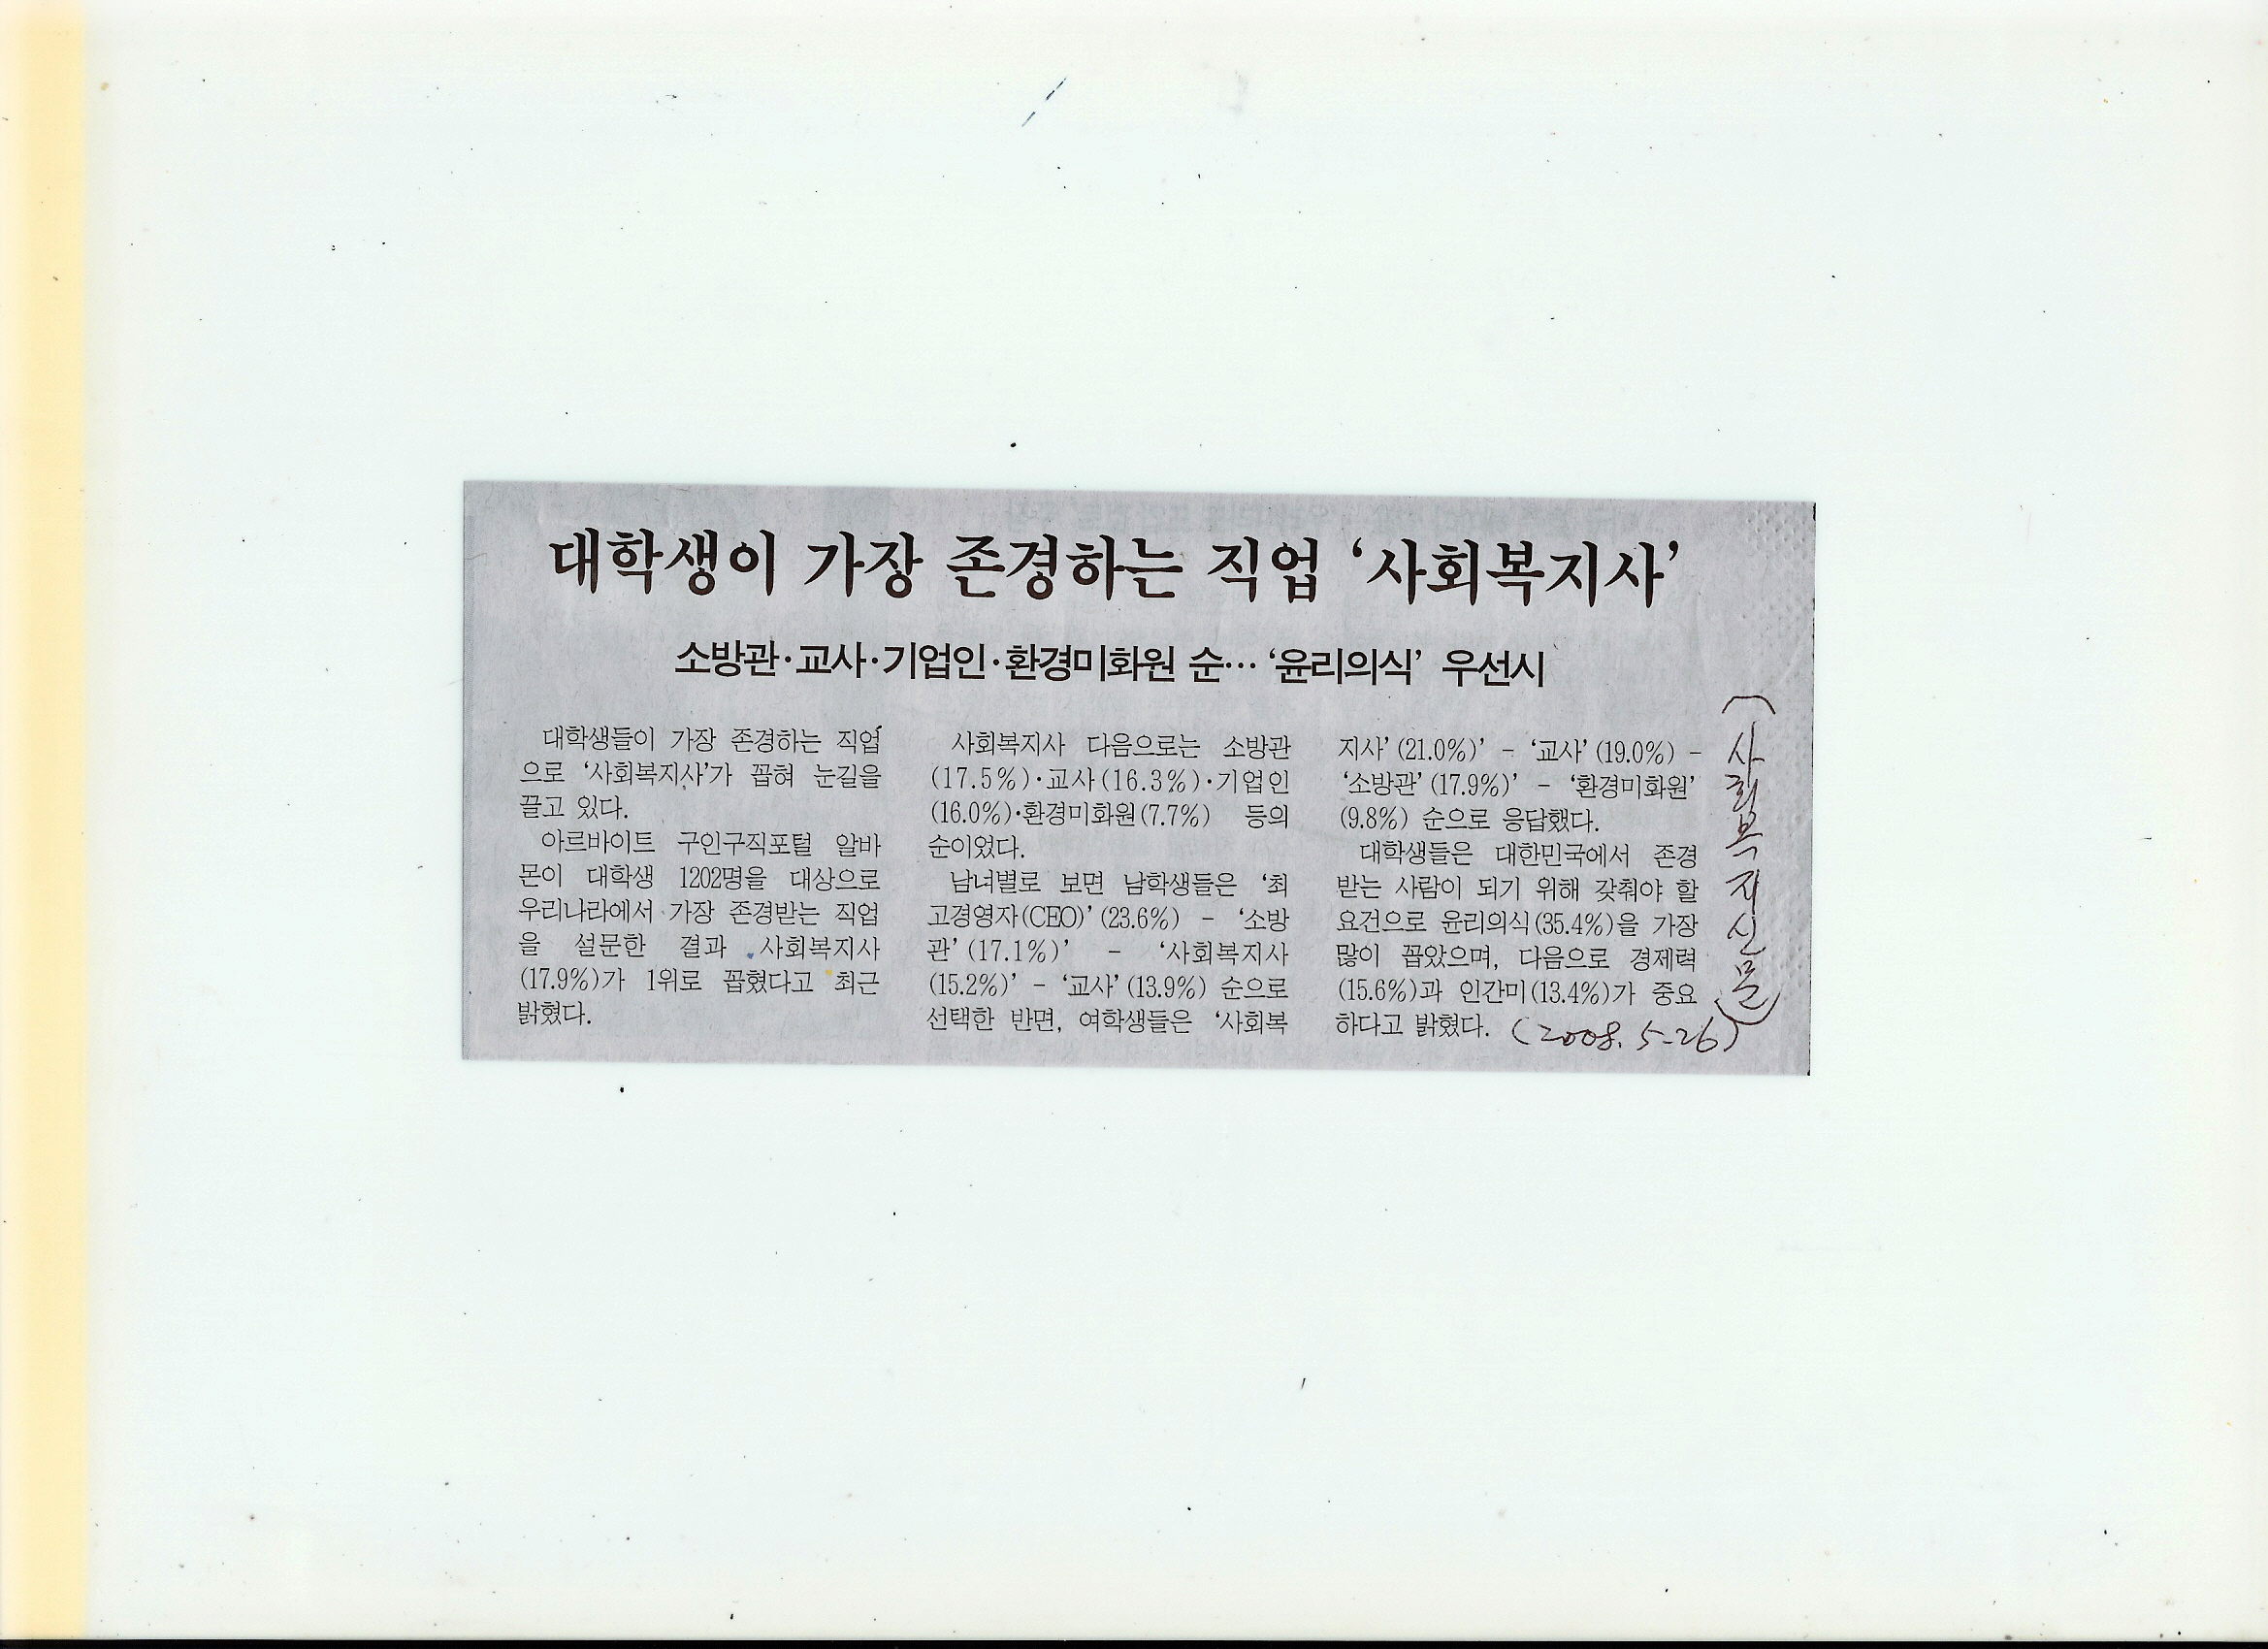 대학생이 가장 존경하는 직업 ‘사회복지사’
소방관·교사·기업인·환경미화원 순… ‘윤리의식’ 우선시
대학생들이 가장 존경하는 직업
으로 ‘사회복지사’가 꼽혀 눈길을
끌고 있다.
아르바이트 구인구직포털 알바
몬이 대학생 1202명을 대상으로
우리나라에서 가장 존경받는 직업
을 설문한 결과 사회복지사
(17.9%)가 1위로 꼽혔다고 최근
밝혔다.
사회복지사 다음으로는 소방관
(17.5%)·교사(16.3%)·기업인
(16.0%)·환경미화원(7.7%) 등의
순이었다.
남녀별로 보면 남학생들은 ‘최
고경영자(CEO)’(23.6%) - ‘소방
관’(17.1%)’ - ‘사회복지사
(15.2%)’ - ‘교사’(13.9%) 순으로
선택한 반면, 여학생들은 ‘사회복
지사’(21.0%)’ - ‘교사’(19.0%) -
‘소방관’(17.9%)’ - ‘환경미화원’
(9.8%) 순으로 응답했다.
대학생들은 대한민국에서 존경
받는 사람이 되기 위해 갖춰야 할
요건으로 윤리의식(35.4%)을 가장
많이 꼽았으며, 다음으로 경제력
(15.6%)과 인간미(13.4%)가 중요
하다고 밝혔다. (2008. 5-26)
(사회복지신문)